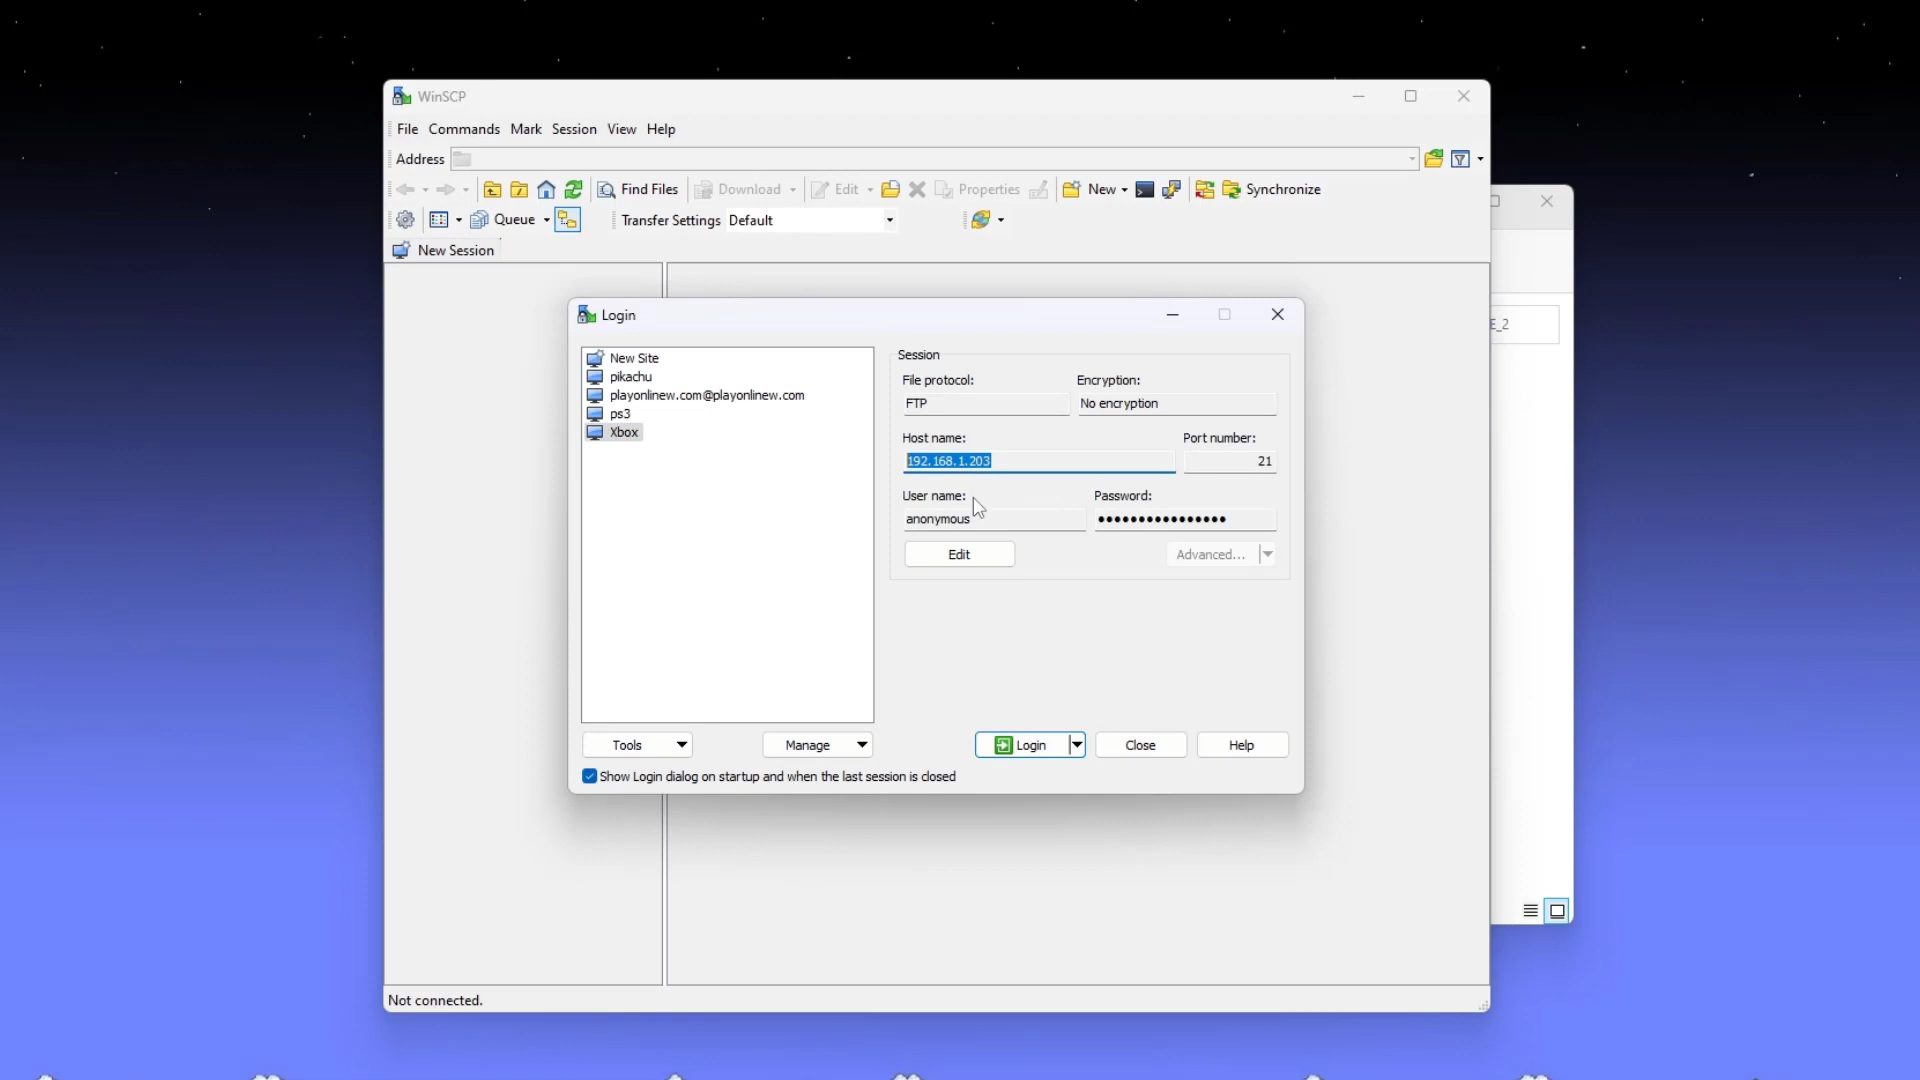 WinSCP
File Commands Mark Session View Help
Address
Find Files Download Edit Properties New Synchronize
Queue Transfer Settings Default
New Session
E_2
Login
New Site
pikachu
playonlinew.com@playonlinew.com
ps3
Xbox
Session
File protocol: Encryption:
FTP No encryption
Host name: Port number:
192.168.1.203 21
User name: Password:
anonymous ••••••••••••••••
Edit Advanced...
Tools Manage Login Close Help
Show Login dialog on startup and when the last session is closed
Not connected.